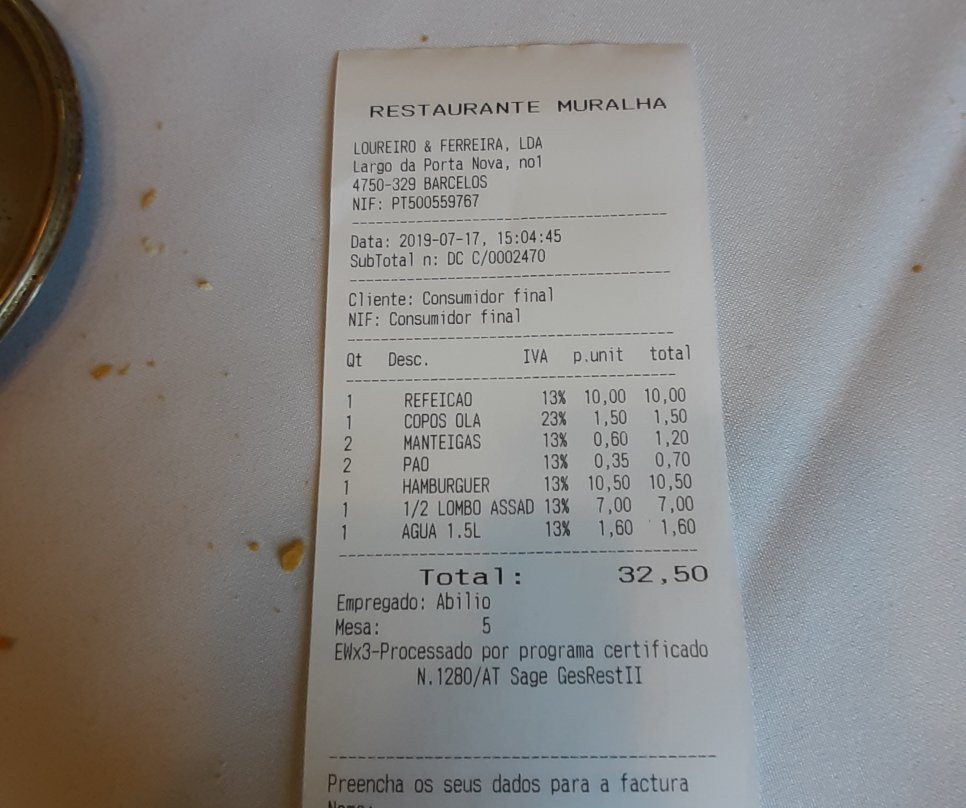 RESTAURANTE MURALHA
LOUREIRO & FERREIRA, LDA
Largo da Porta Nova, no1
4750-329 BARCELOS
NIF: PT500559767
Data: 2019-07-17, 15:04:45
SubTotal n: DC C/0002470
Cliente: Consumidor final
NIF: Consumidor final
Qt Desc. IVA p.unit total
1 REFEICAO 13% 10,00 10,00
1 COPOS OLA 23% 1,50 1,50
2 MANTEIGAS 13% 0,60 1,20
2 PAO 13% 0,35 0,70
1 HAMBURGUER 13% 10,50 10,50
1 1/2 LOMBO ASSAD 13% 7,00 7,00
1 AGUA 1.5L 13% 1,60 1,60
Total: 32,50
Empregado: Abilio
Mesa: 5
EWx3-Processado por programa certificado
N.1280/AT Sage GesRestII
Preencha os seus dados para a factura